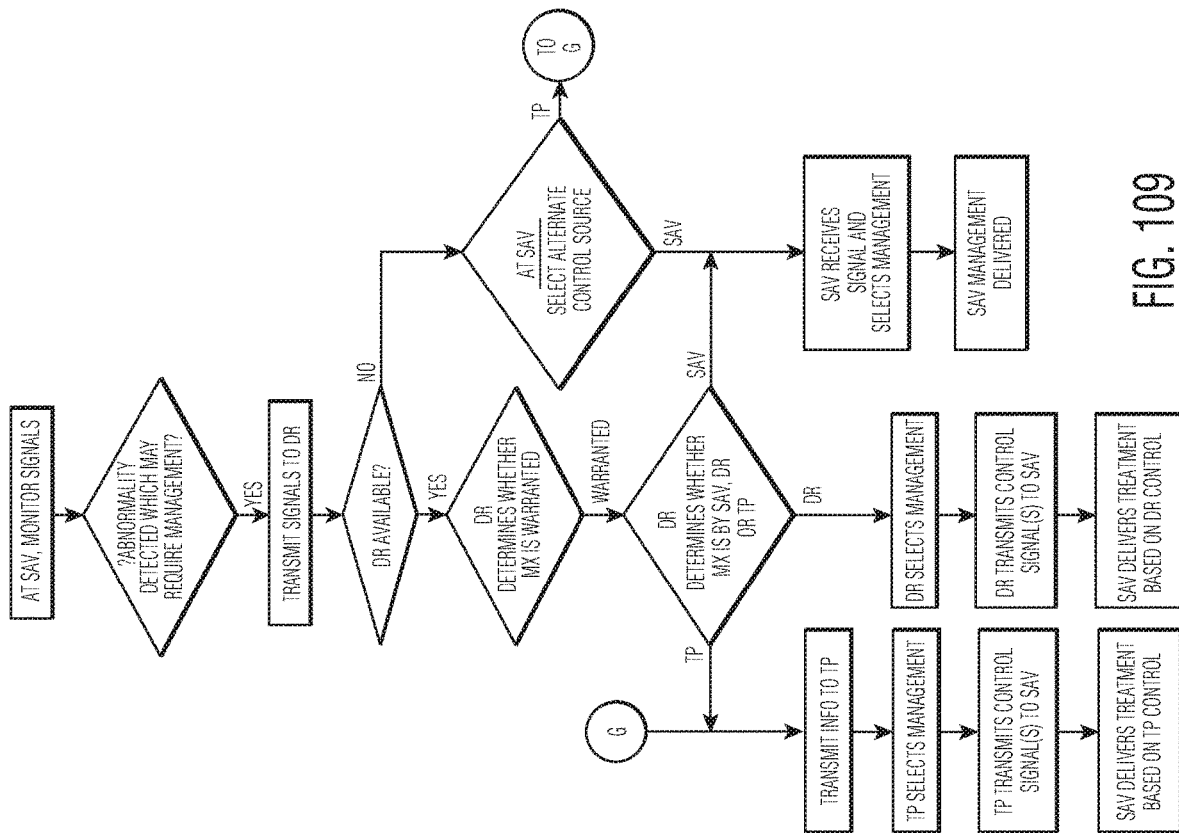 AT SAV, MONITOR SIGNALS
?ABNORMALITY
DETECTED WHICH MAY
REQUIRE MANAGEMENT?
YES
TRANSMIT SIGNALS TO DR
DR AVAILABLE?
NO
YES
DR
DETERMINES WHETHER
MX IS WARRANTED
WARRANTED
AT SAV
SELECT ALTERNATE
CONTROL SOURCE
TP
TO
G
SAV
DR
DETERMINES WHETHER
MX IS BY SAV, DR
OR TP
TP
SAV
DR
G
TRANSMIT INFO TO TP
TP SELECTS MANAGEMENT
TP TRANSMITS CONTROL
SIGNAL(S) TO SAV
SAV DELIVERS TREATMENT
BASED ON TP CONTROL
DR SELECTS MANAGEMENT
DR TRANSMITS CONTROL
SIGNAL(S) TO SAV
SAV DELIVERS TREATMENT
BASED ON DR CONTROL
SAV RECEIVES
SIGNAL AND
SELECTS MANAGEMENT
SAV MANAGEMENT
DELIVERED
FIG. 109